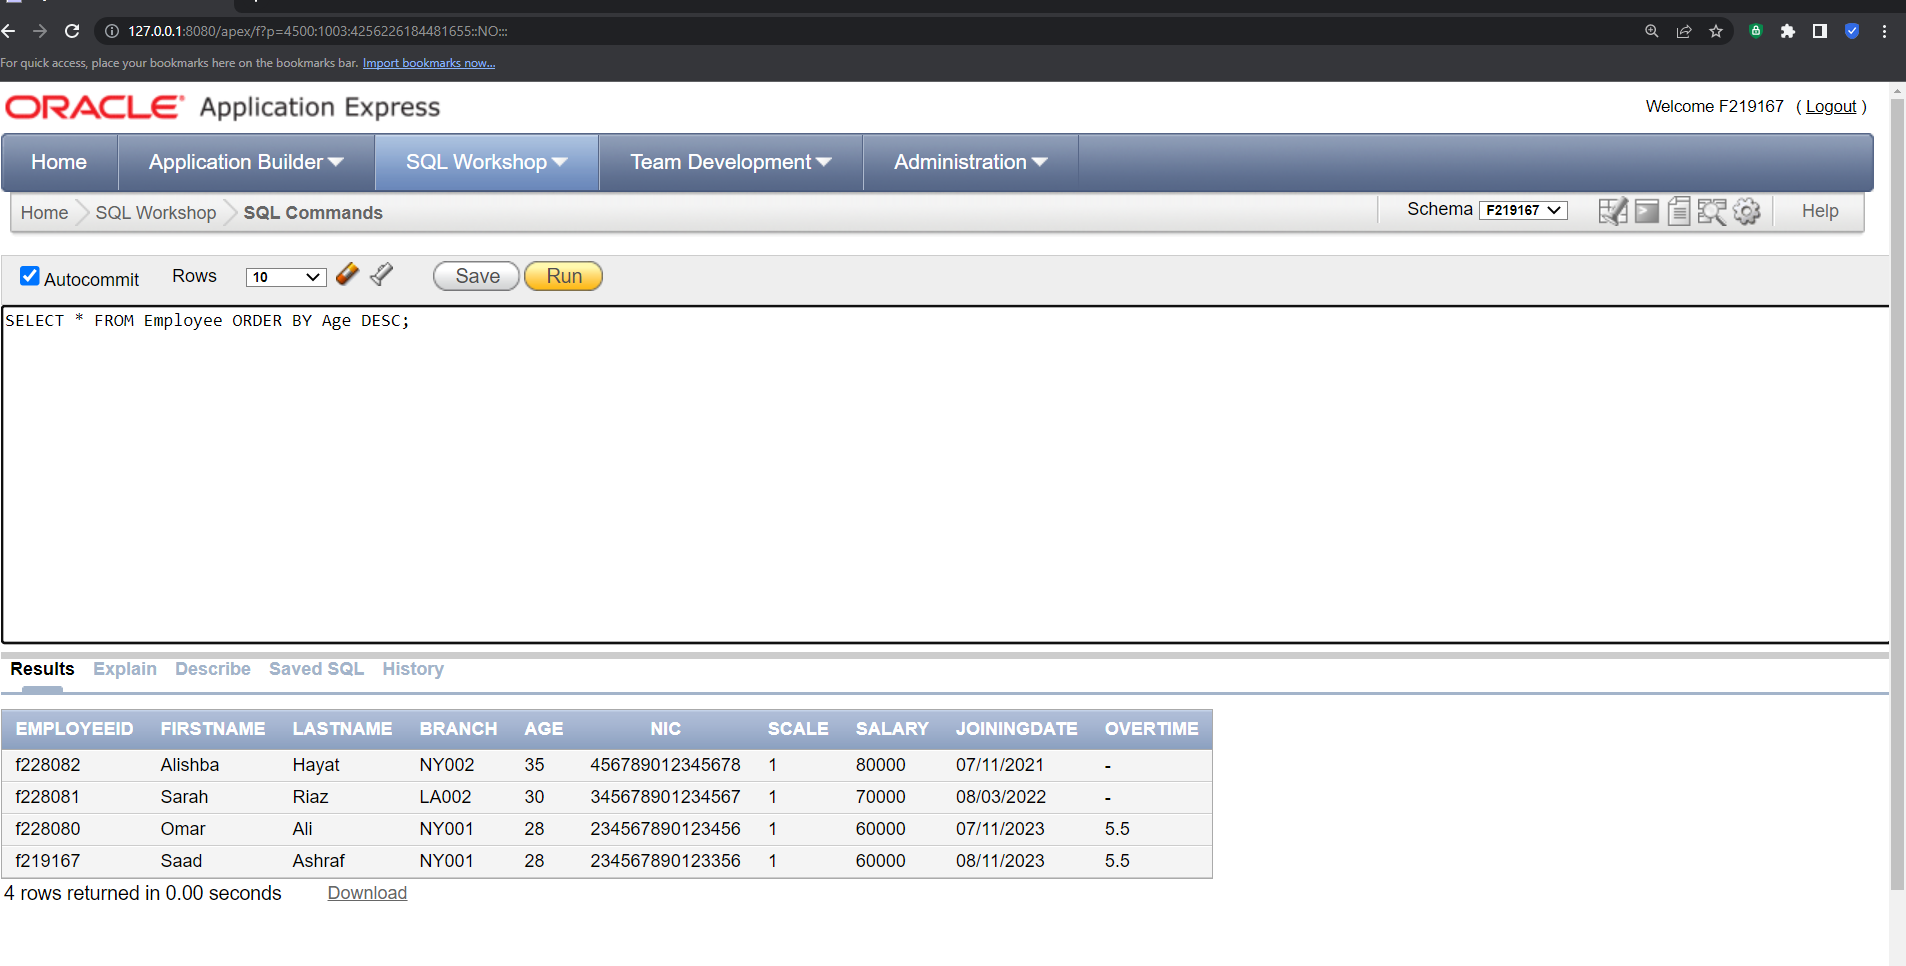 127.0.0.1:8080/apex/f?p=4500:1003:4256226184481655::NO:::
For quick access, place your bookmarks here on the bookmarks bar. Import bookmarks now...
ORACLE Application Express Welcome F219167 ( Logout )
Home Application Builder SQL Workshop Team Development Administration
Home SQL Workshop SQL Commands Schema F219167 Help
Autocommit Rows 10 Save Run
SELECT * FROM Employee ORDER BY Age DESC;
Results Explain Describe Saved SQL History
EMPLOYEEID FIRSTNAME LASTNAME BRANCH AGE NIC SCALE SALARY JOININGDATE OVERTIME
f228082 Alishba Hayat NY002 35 456789012345678 1 80000 07/11/2021 -
f228081 Sarah Riaz LA002 30 345678901234567 1 70000 08/03/2022 -
f228080 Omar Ali NY001 28 234567890123456 1 60000 07/11/2023 5.5
f219167 Saad Ashraf NY001 28 234567890123356 1 60000 08/11/2023 5.5
4 rows returned in 0.00 seconds Download